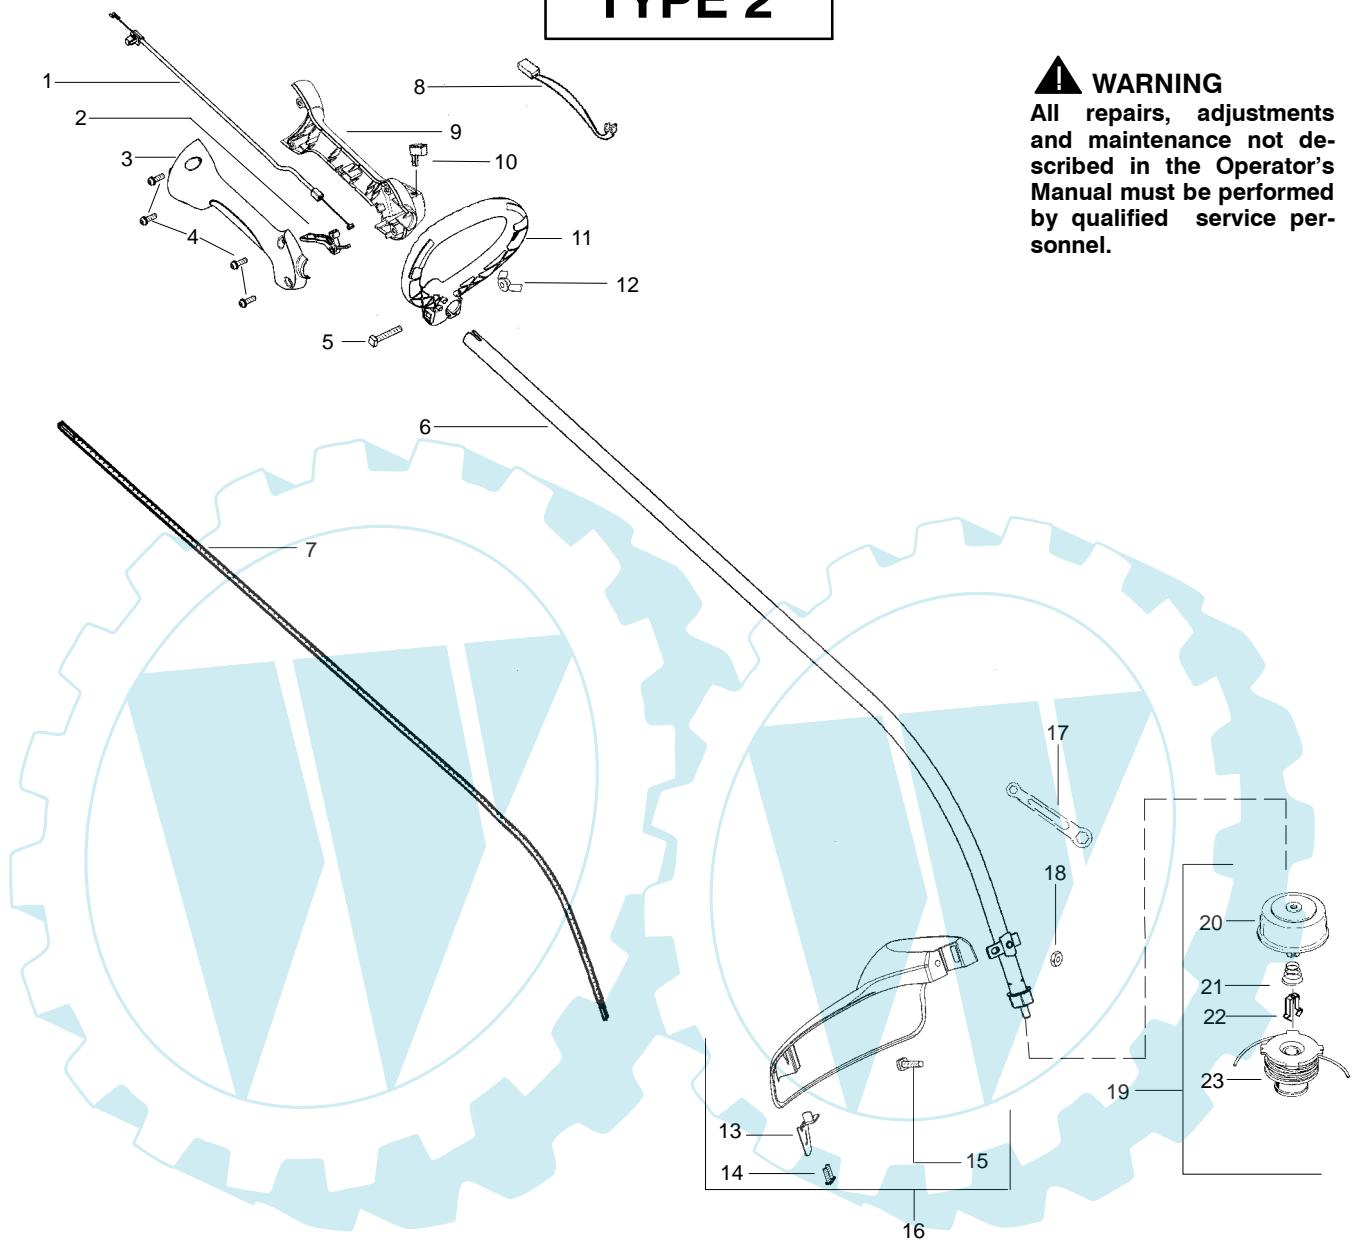 TYPE 2
WARNING
All repairs, adjustments
and maintenance not de-
scribed in the Operator's
Manual must be performed
by qualified service per-
sonnel.
1
2
3
4
5
6
7
8
9
10
11
12
13
14
15
16
17
18
19
20
21
22
23